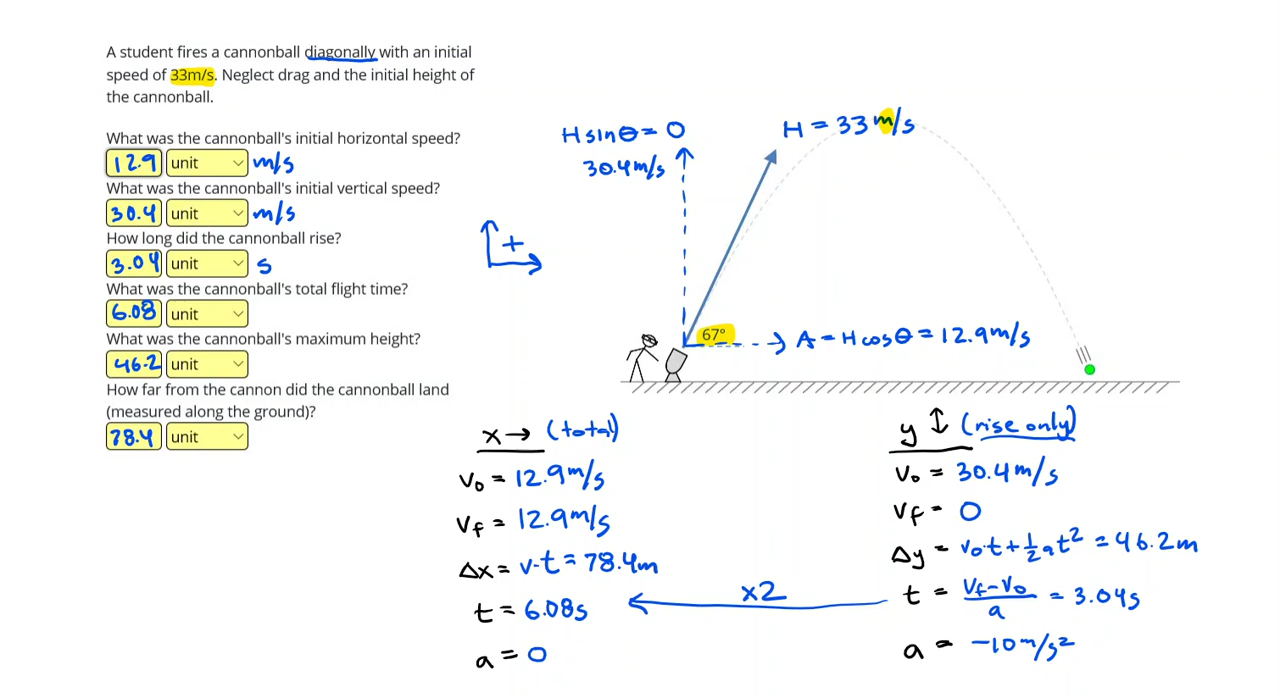 A student fires a cannonball diagonally with an initial
speed of 33m/s. Neglect drag and the initial height of
the cannonball.
What was the cannonball's initial horizontal speed?
12.9 unit m/s
What was the cannonball's initial vertical speed?
30.4 unit m/s
How long did the cannonball rise?
3.04 unit s
What was the cannonball's total flight time?
6.08 unit
What was the cannonball's maximum height?
46.2 unit
How far from the cannon did the cannonball land
(measured along the ground)?
78.4 unit
H sinθ = O
30.4m/s
H = 33 m/s
+
67°
A = H cosθ = 12.9m/s
x → (total)
v₀ = 12.9m/s
vf = 12.9m/s
Δx = v·t = 78.4m
t = 6.08s
a = 0
x2
y ↕ (rise only)
v₀ = 30.4m/s
vf = 0
Δy = v₀t + ½at² = 46.2m
t = (vf-v₀)/a = 3.04s
a = -10m/s²